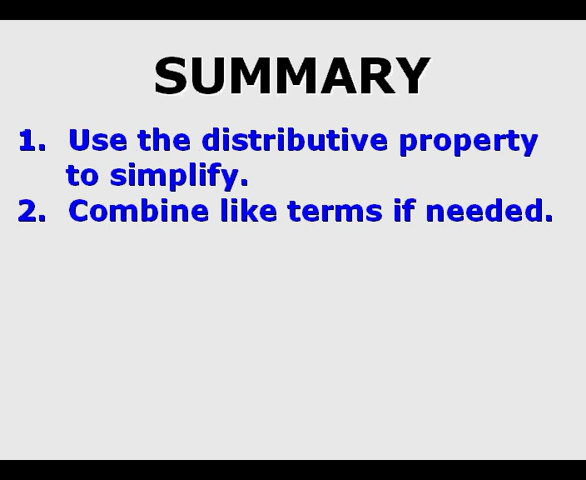 SUMMARY
1. Use the distributive property
to simplify.
2. Combine like terms if needed.